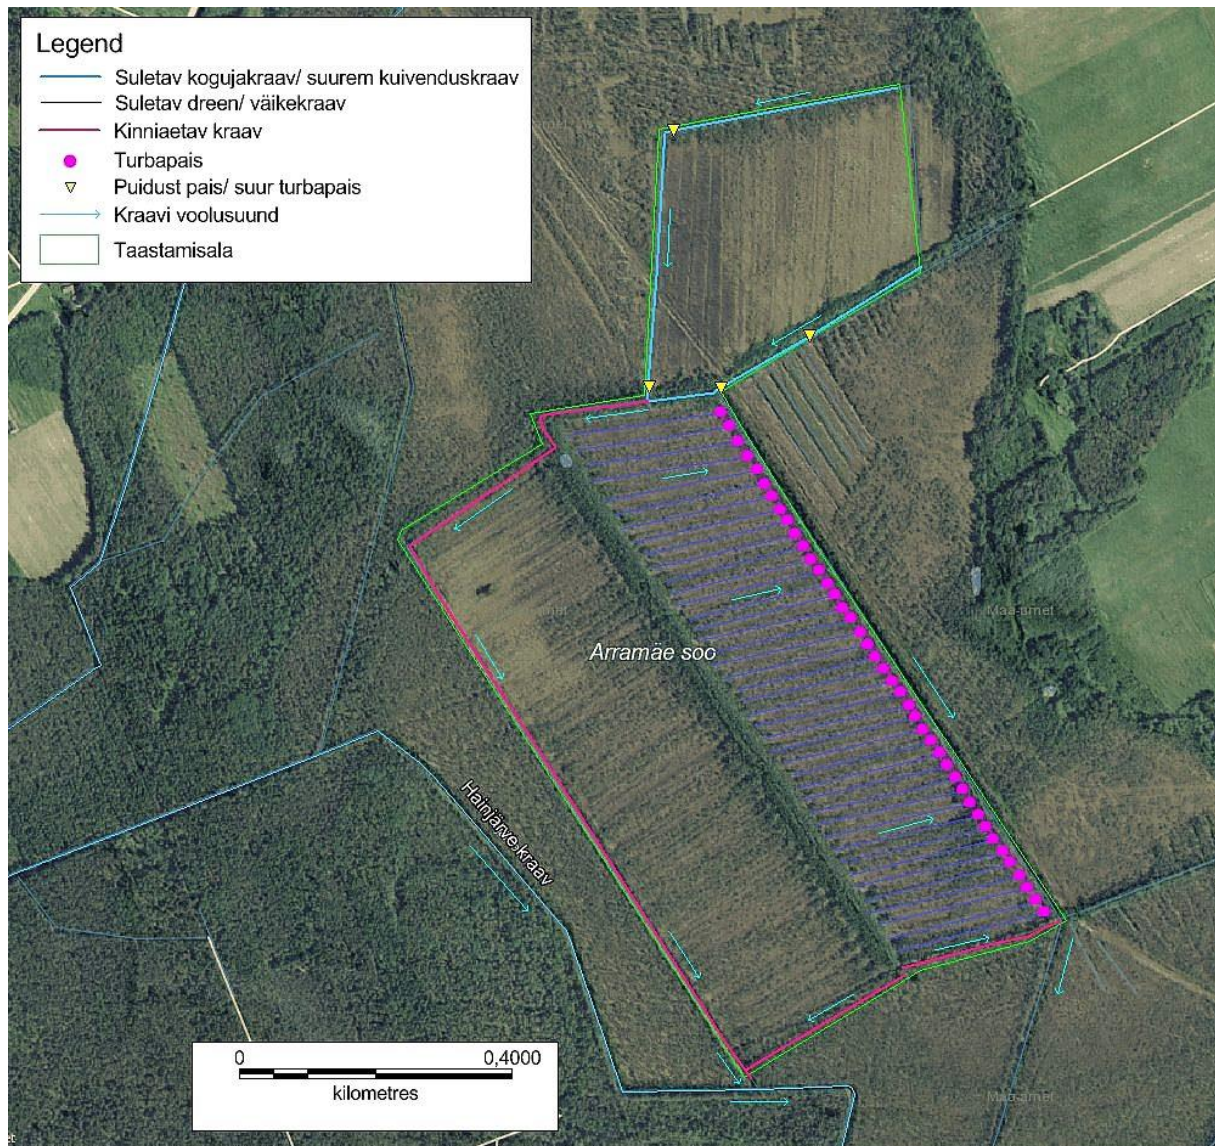 Legend
Suletav kogujakraav/ suurem kuivenduskraav
Suletav dreen/ väikekraav
Kinniaetav kraav
Turbapais
Puidust pais/ suur turbapais
Kraavi voolusuund
Taastamisala
Maa-amet
Arramäe soo
Hainjärve kraav
0 0,4000
kilometres
Maa-amet